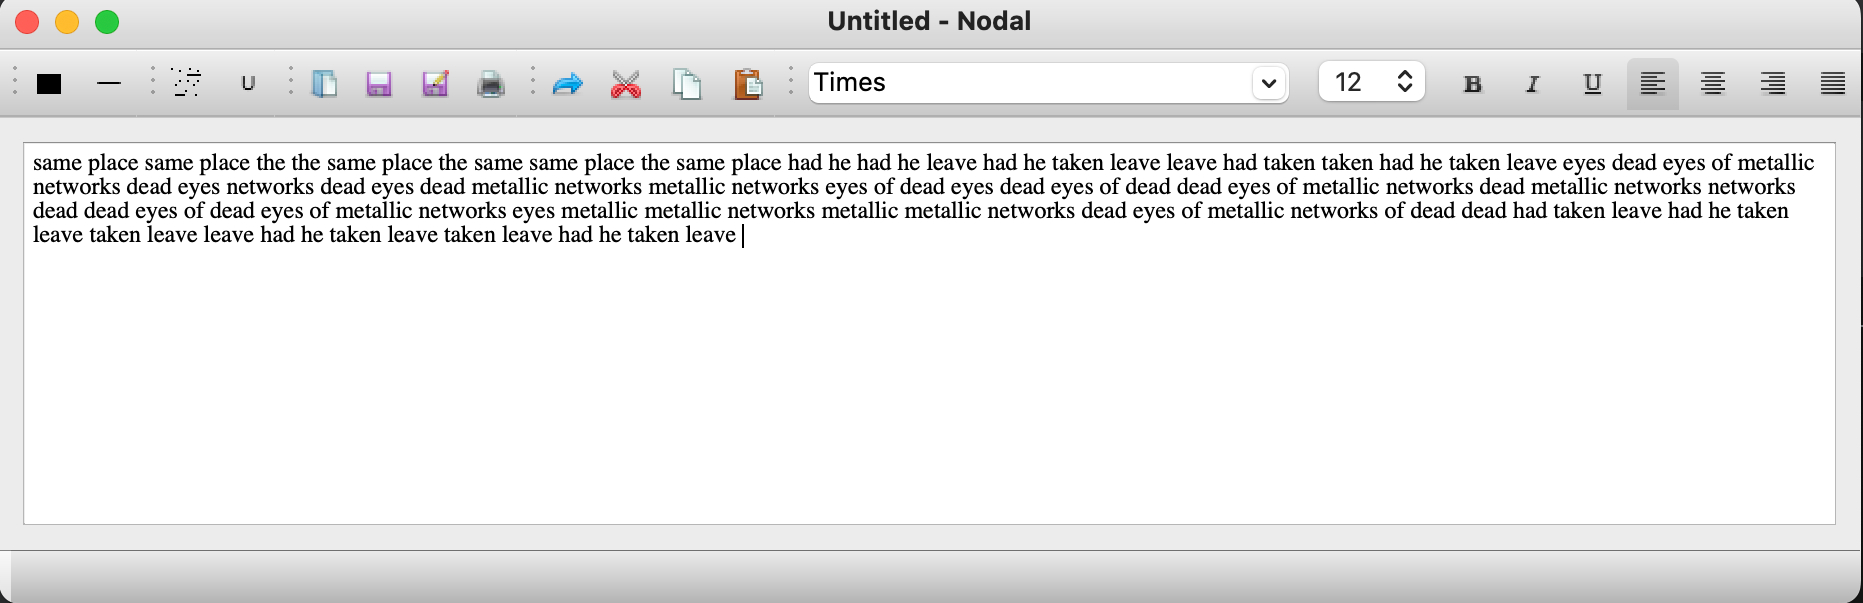 Untitled - Nodal
U
Times
12
B
I
U
same place same place the the same place the same same place the same place had he had he leave had he taken leave leave had taken taken had he taken leave eyes dead eyes of metallic
networks dead eyes networks dead eyes dead metallic networks metallic networks eyes of dead eyes dead eyes of dead dead eyes of metallic networks dead metallic networks networks
dead dead eyes of dead eyes of metallic networks eyes metallic metallic networks metallic metallic networks dead eyes of metallic networks of dead dead had taken leave had he taken
leave taken leave leave had he taken leave taken leave had he taken leave